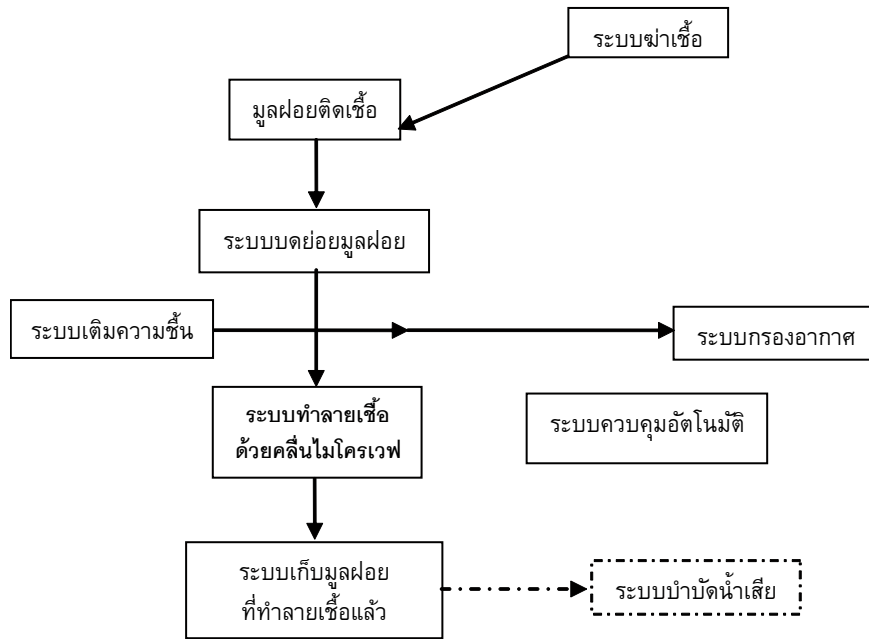 ระบบฆ่าเชื้อ
มูลฝอยติดเชื้อ
ระบบบดย่อยมูลฝอย
ระบบเติมความชื้น
ระบบกรองอากาศ
ระบบทำลายเชื้อ
ด้วยคลื่นไมโครเวฟ
ระบบควบคุมอัตโนมัติ
ระบบเก็บมูลฝอย
ที่ทำลายเชื้อแล้ว
ระบบบำบัดน้ำเสีย